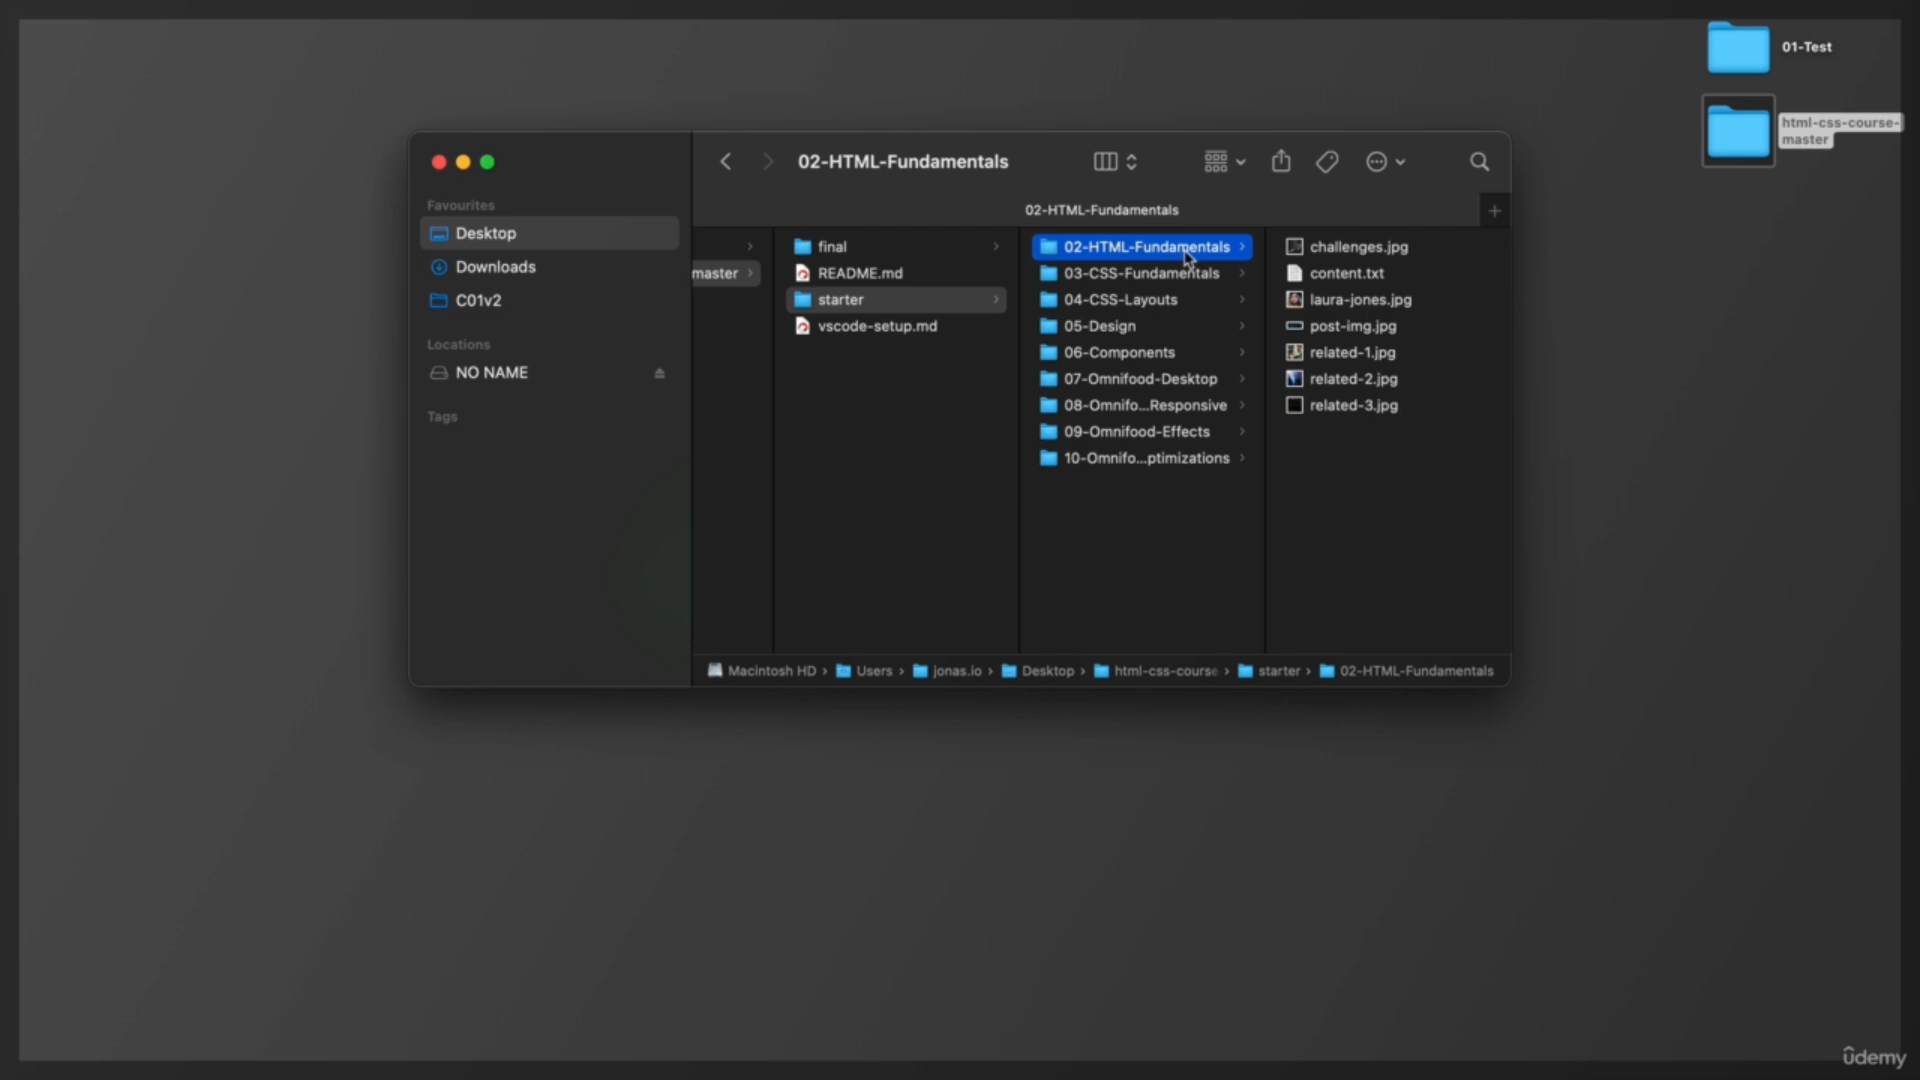 01-Test
html-css-course-
master
02-HTML-Fundamentals
02-HTML-Fundamentals
Favourites
Desktop
Downloads
C01v2
Locations
NO NAME
Tags
master
final
README.md
starter
vscode-setup.md
02-HTML-Fundamentals
03-CSS-Fundamentals
04-CSS-Layouts
05-Design
06-Components
07-Omnifood-Desktop
08-Omnifo...Responsive
09-Omnifood-Effects
10-Omnifo...ptimizations
challenges.jpg
content.txt
laura-jones.jpg
post-img.jpg
related-1.jpg
related-2.jpg
related-3.jpg
Macintosh HD › Users › jonas.io › Desktop › html-css-course › starter › 02-HTML-Fundamentals
ûdemy